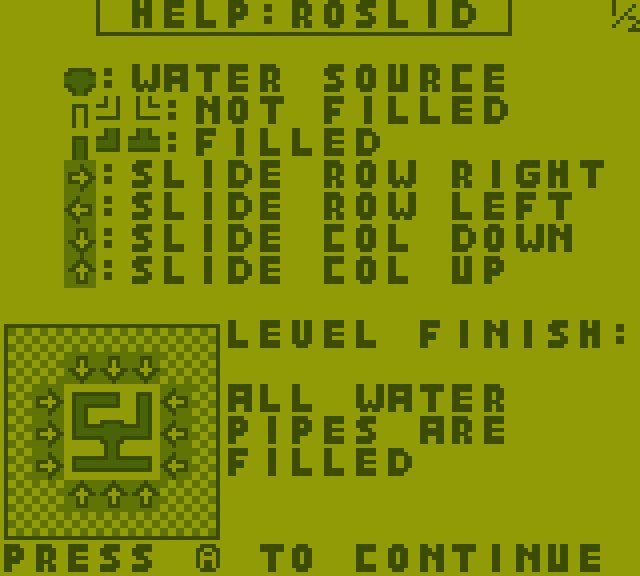 HELP:ROSLID
1/2
: WATER SOURCE
: NOT FILLED
: FILLED
: SLIDE ROW RIGHT
: SLIDE ROW LEFT
: SLIDE COL DOWN
: SLIDE COL UP
LEVEL FINISH:
ALL WATER
PIPES ARE
FILLED
PRESS A TO CONTINUE